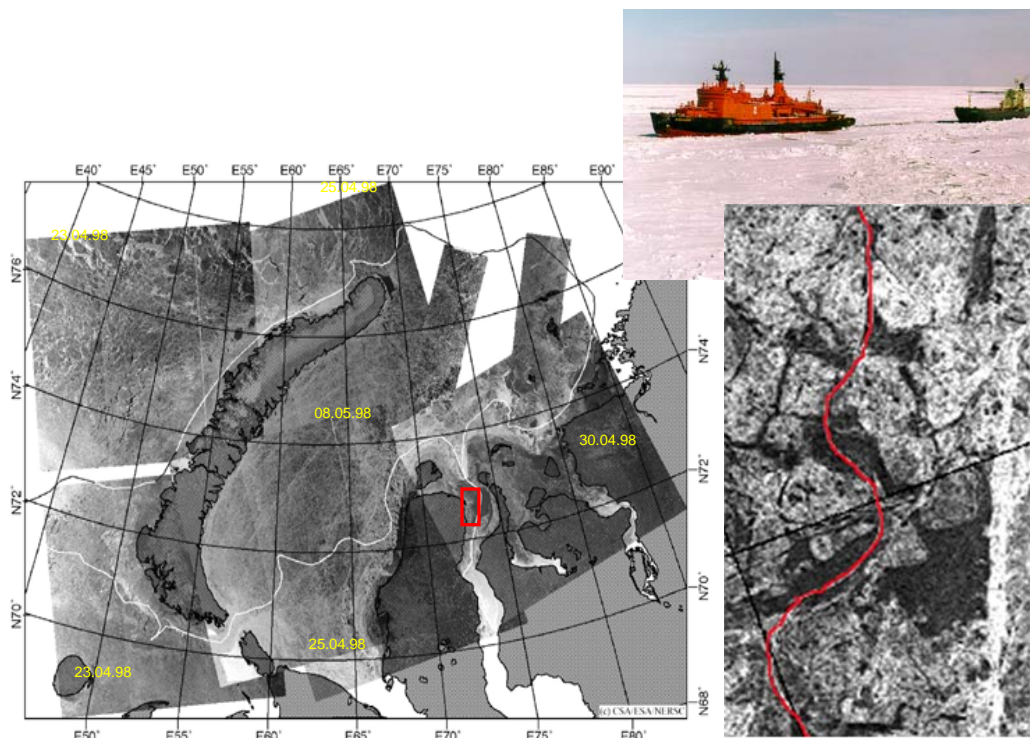 E40° E45° E50° E55° E60° E65° E70° E75° E80° E85° E90°
25.04.98
23.04.98
N76°
N74°
N74°
08.05.98
30.04.98
N72°
N72°
N70°
N70°
25.04.98
23.04.98
N68°
(c) CSA/ESA/NERSC
E50° E55° E60° E65° E70° E75° E80°